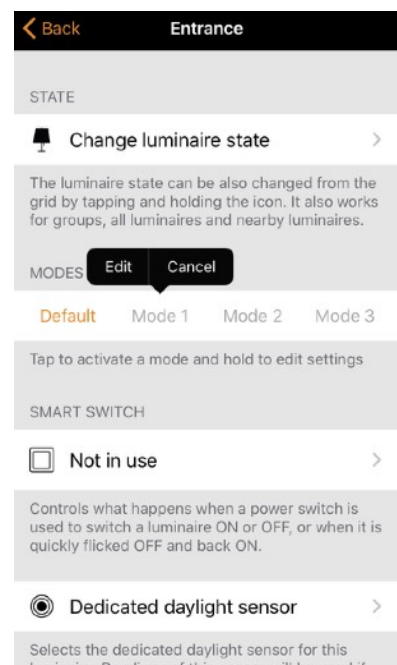 Back Entrance
STATE
Change luminaire state
The luminaire state can be also changed from the
grid by tapping and holding the icon. It also works
for groups, all luminaires and nearby luminaires.
MODES Edit Cancel
Default Mode 1 Mode 2 Mode 3
Tap to activate a mode and hold to edit settings
SMART SWITCH
Not in use
Controls what happens when a power switch is
used to switch a luminaire ON or OFF, or when it is
quickly flicked OFF and back ON.
Dedicated daylight sensor
Selects the dedicated daylight sensor for this